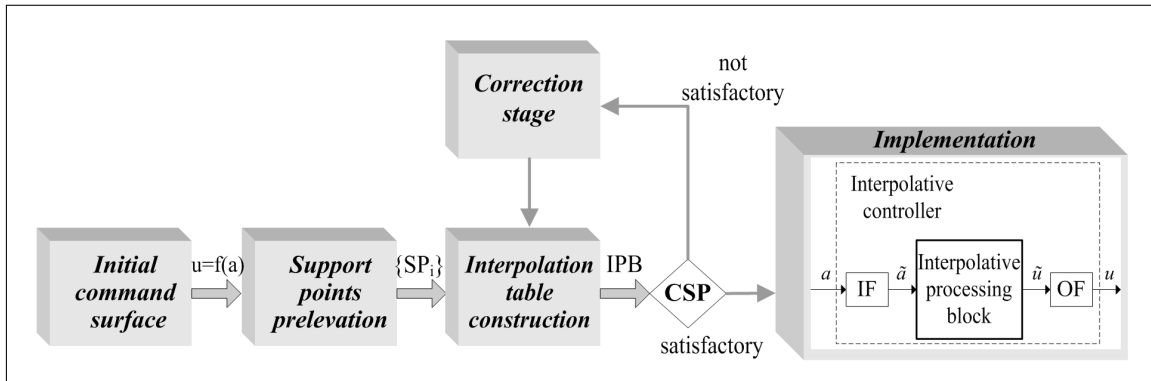 Initial
command
surface
u=f(a)
Support
points
prelevation
{SPᵢ}
Interpolation
table
construction
IPB
Correction
stage
CSP
not
satisfactory
satisfactory
Implementation
Interpolative
controller
a
IF
ã
Interpolative
processing
block
ũ
OF
u